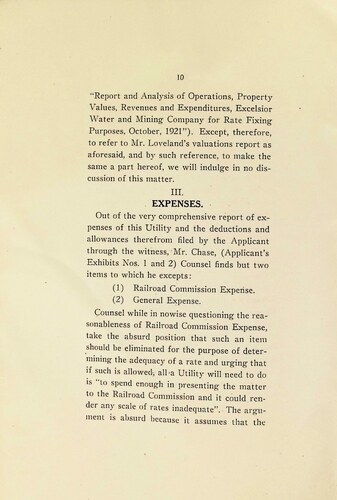 10
"Report and Analysis of Operations, Property
Values, Revenues and Expenditures, Excelsior
Water and Mining Company for Rate Fixing
Purposes, October, 1921"). Except, therefore,
to refer to Mr. Loveland's valuations report as
aforesaid, and by such reference, to make the
same a part hereof, we will indulge in no dis-
cussion of this matter.
III.
EXPENSES.
Out of the very comprehensive report of ex-
penses of this Utility and the deductions and
allowances therefrom filed by the Applicant
through the witness, Mr. Chase, (Applicant's
Exhibits Nos. 1 and 2) Counsel finds but two
items to which he excepts:
(1) Railroad Commission Expense.
(2) General Expense.
Counsel while in nowise questioning the rea-
sonableness of Railroad Commission Expense,
take the absurd position that such an item
should be eliminated for the purpose of deter-
mining the adequacy of a rate and urging that
if such is allowed; all a Utility will need to do
is "to spend enough in presenting the matter
to the Railroad Commission and it could ren-
der any scale of rates inadequate". The argu-
ment is absurd because it assumes that the